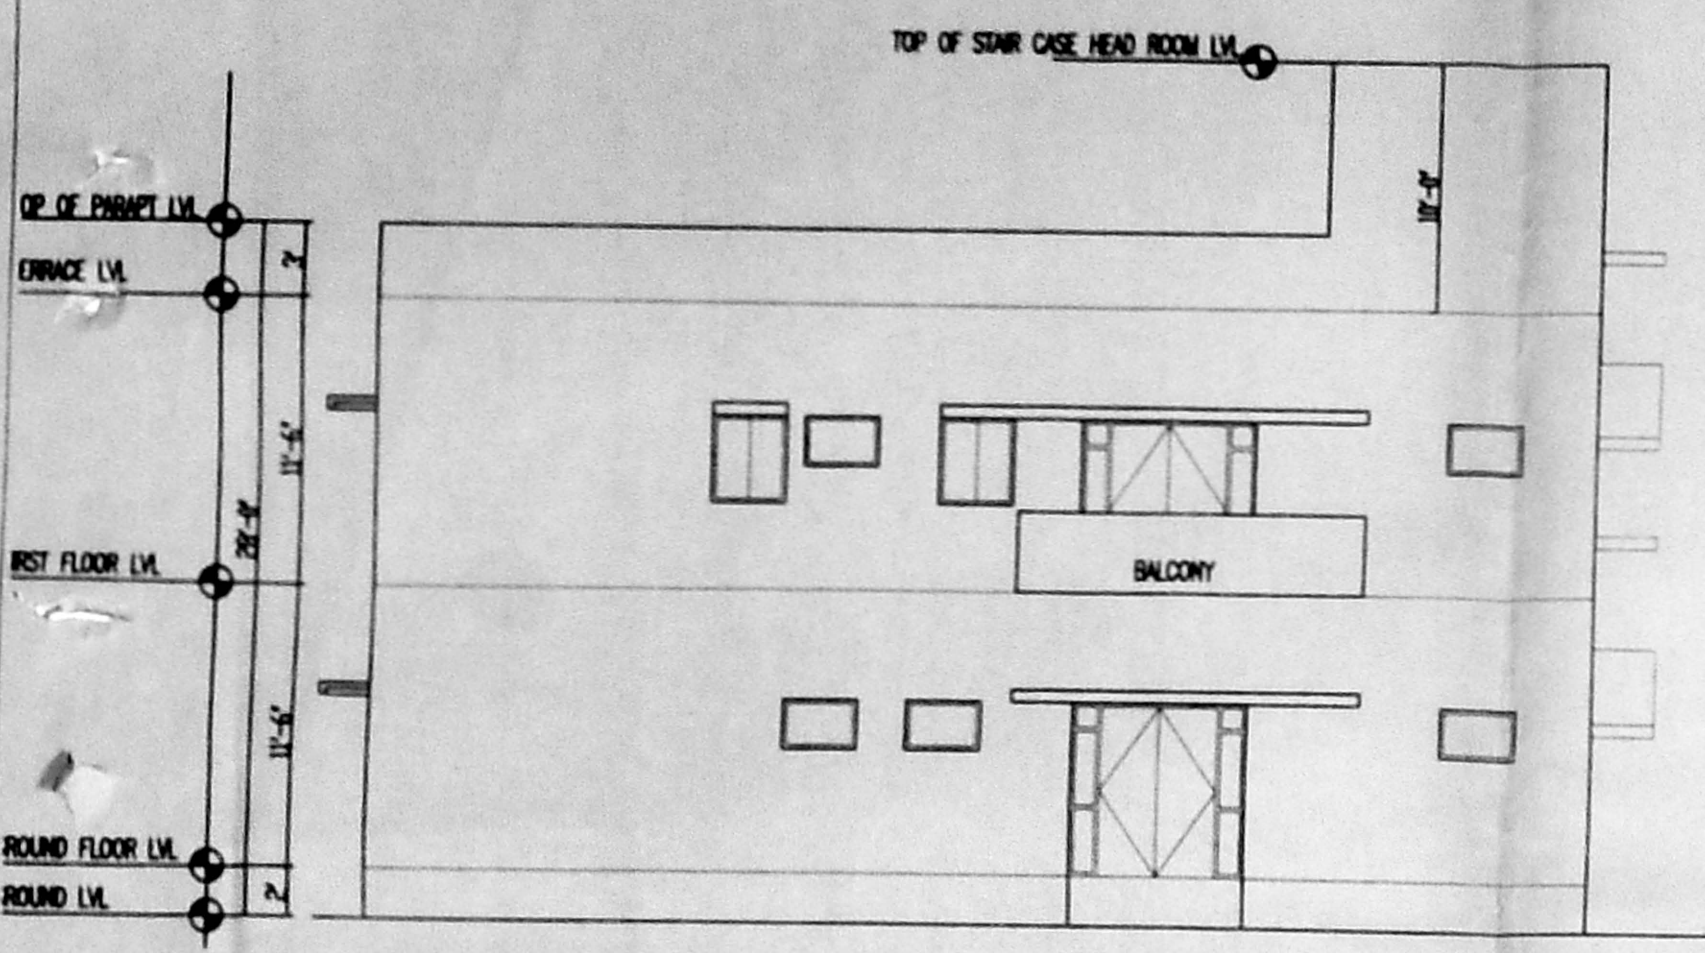 TOP OF STAIR CASE HEAD ROOM LVL
OP OF PARAPT LVL
3'
ERRACE LVL
10'-0"
11'-6"
28'-0"
IRST FLOOR LVL
BALCONY
11'-6"
ROUND FLOOR LVL
2'
ROUND LVL